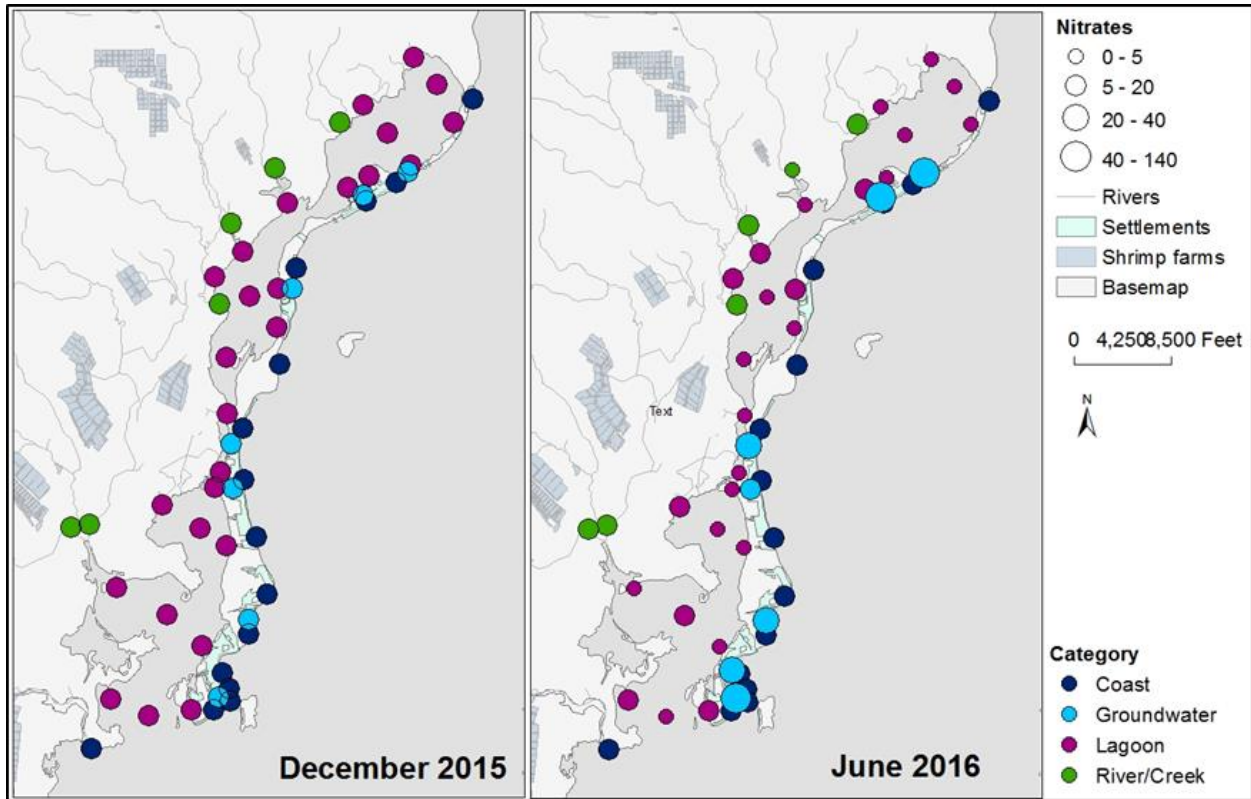 December 2015
Text
June 2016
Nitrates
0 - 5
5 - 20
20 - 40
40 - 140
Rivers
Settlements
Shrimp farms
Basemap
0 4,2508,500 Feet
N
Category
Coast
Groundwater
Lagoon
River/Creek